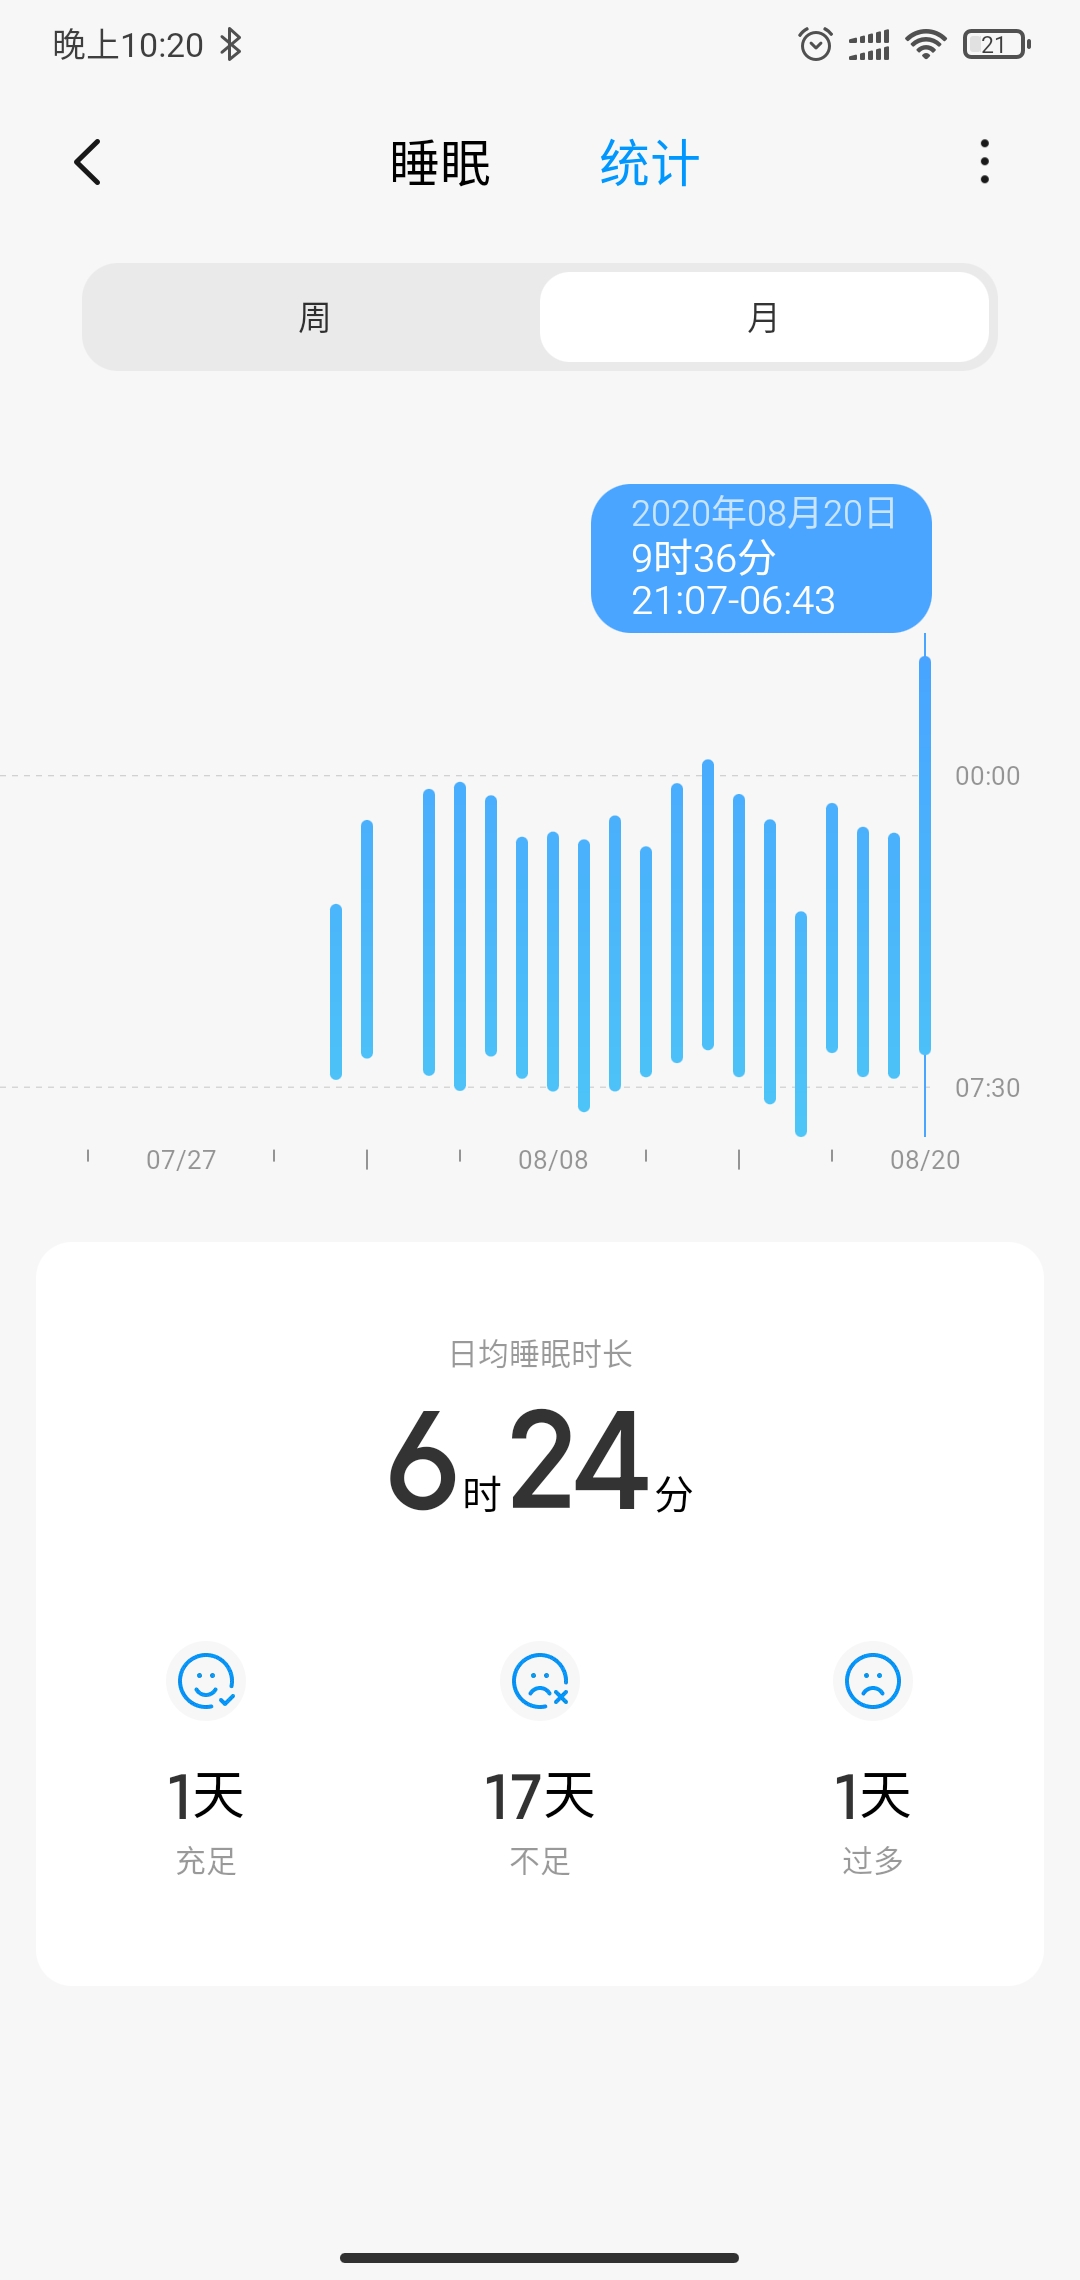 晚上10:20
21
睡眠 统计
周 月
2020年08月20日
9时36分
21:07-06:43
00:00
07:30
07/27 08/08 08/20
日均睡眠时长
6时24分
1天 17天 1天
充足 不足 过多